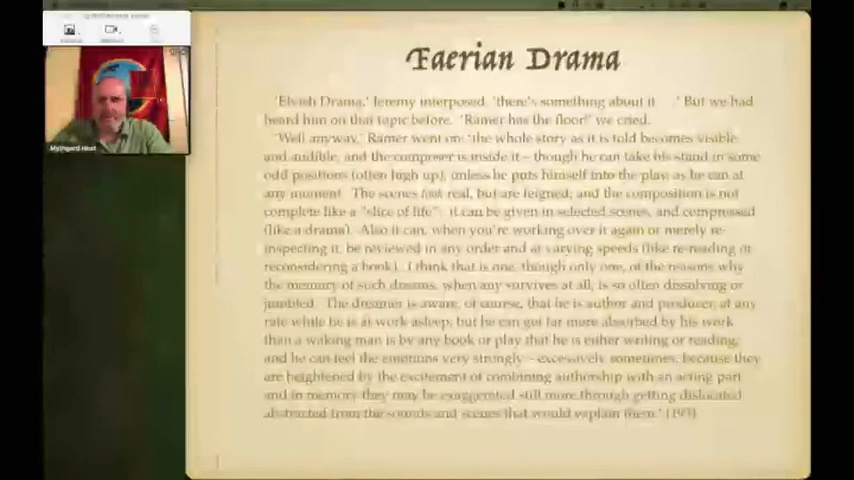 Mythgard Host
Faerian Drama
'Elvish Drama,' Jeremy interposed, 'there's something about it ...' But we had
heard him on that topic before. 'Ramer has the floor!' we cried.
'Well anyway,' Ramer went on: 'the whole story as it is told becomes visible
and audible, and the composer is inside it – though he can take his stand in some
odd positions (often high up), unless he puts himself into the play, as he can at
any moment. The scenes look real, but are feigned; and the composition is not
complete like a "slice of life": it can be given in selected scenes, and compressed
(like a drama). Also it can, when you're working over it again or merely re-
inspecting it, be reviewed in any order and at varying speeds (like re-reading or
reconsidering a book). I think that is one, though only one, of the reasons why
the memory of such dreams, when any survives at all, is so often dissolving or
jumbled. The dreamer is aware, of course, that he is author and producer, at any
rate while he is at work asleep; but he can get far more absorbed by his work
than a waking man is by any book or play that he is either writing or reading;
and he can feel the emotions very strongly – excessively sometimes, because they
are heightened by the excitement of combining authorship with an acting part
and in memory they may be exaggerated still more through getting dislocated
abstracted from the sounds and scenes that would explain them.' (193)